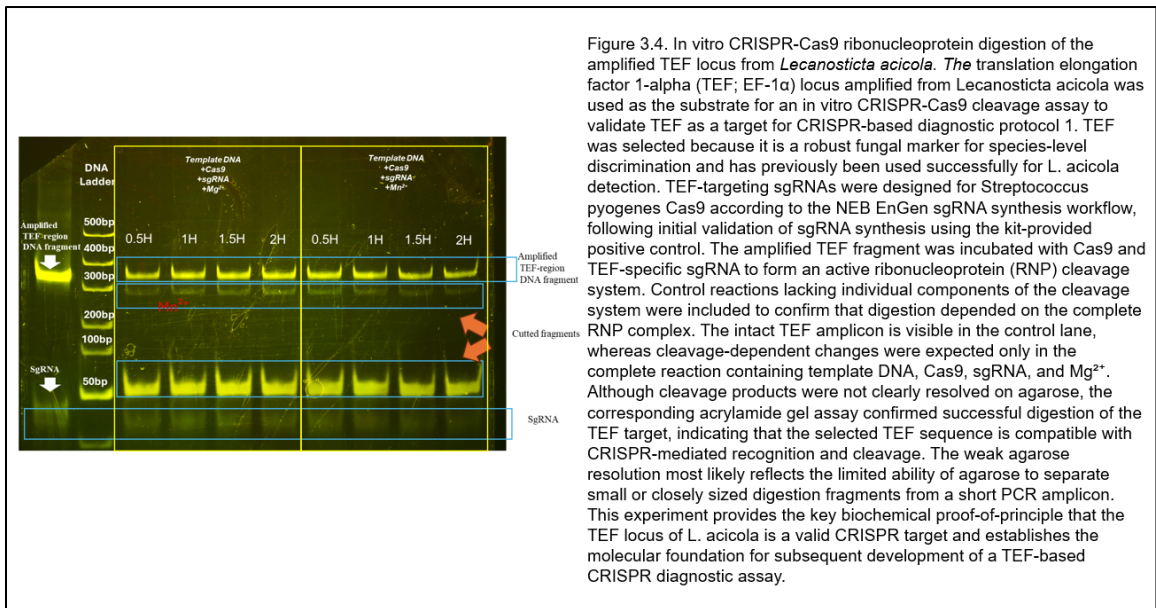 Figure 3.4. In vitro CRISPR-Cas9 ribonucleoprotein digestion of the
amplified TEF locus from Lecanosticta acicola. The translation elongation
factor 1-alpha (TEF; EF-1α) locus amplified from Lecanosticta acicola was
used as the substrate for an in vitro CRISPR-Cas9 cleavage assay to
validate TEF as a target for CRISPR-based diagnostic protocol 1. TEF
was selected because it is a robust fungal marker for species-level
discrimination and has previously been used successfully for L. acicola
detection. TEF-targeting sgRNAs were designed for Streptococcus
pyogenes Cas9 according to the NEB EnGen sgRNA synthesis workflow,
following initial validation of sgRNA synthesis using the kit-provided
positive control. The amplified TEF fragment was incubated with Cas9 and
TEF-specific sgRNA to form an active ribonucleoprotein (RNP) cleavage
system. Control reactions lacking individual components of the cleavage
system were included to confirm that digestion depended on the complete
RNP complex. The intact TEF amplicon is visible in the control lane,
whereas cleavage-dependent changes were expected only in the
complete reaction containing template DNA, Cas9, sgRNA, and Mg²⁺.
Although cleavage products were not clearly resolved on agarose, the
corresponding acrylamide gel assay confirmed successful digestion of the
TEF target, indicating that the selected TEF sequence is compatible with
CRISPR-mediated recognition and cleavage. The weak agarose
resolution most likely reflects the limited ability of agarose to separate
small or closely sized digestion fragments from a short PCR amplicon.
This experiment provides the key biochemical proof-of-principle that the
TEF locus of L. acicola is a valid CRISPR target and establishes the
molecular foundation for subsequent development of a TEF-based
CRISPR diagnostic assay.
DNA
Ladder
Template DNA
+Cas9
+sgRNA
+Mg²⁺
Template DNA
+Cas9
+sgRNA
+Mn²⁺
500bp
400bp
300bp
200bp
100bp
50bp
Amplified
TEF-region
DNA fragment
0.5H 1H 1.5H 2H 0.5H 1H 1.5H 2H
Amplified
TEF-region
DNA fragment
Mn²⁺
Cutted fragments
SgRNA
SgRNA